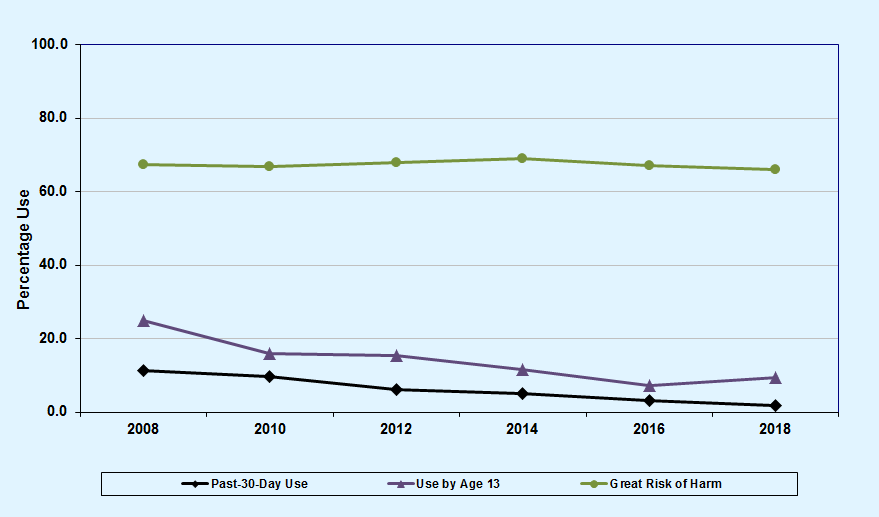 100.0
80.0
60.0
40.0
20.0
0.0
Percentage Use
2008 2010 2012 2014 2016 2018
Past-30-Day Use Use by Age 13 Great Risk of Harm